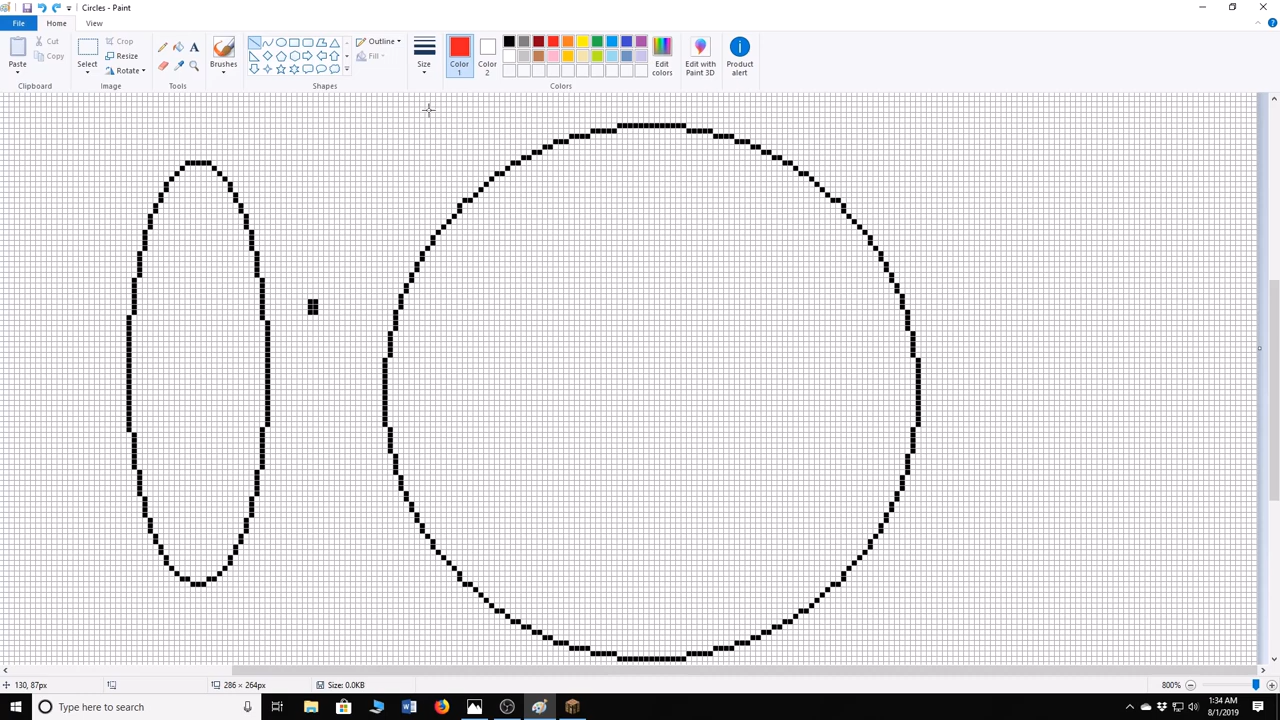 Circles - Paint
File Home View
Paste
Cut
Copy
Clipboard
Select
Crop
Resize
Rotate
Image
A
Tools
Brushes
Outline
Fill
Shapes
Size
Color
1
Color
2
Edit
colors
Colors
Edit with
Paint 3D
Product
alert
130, 87px
286 × 264px
Size: 0.0KB
800%
Type here to search
1:34 AM
8/1/2019